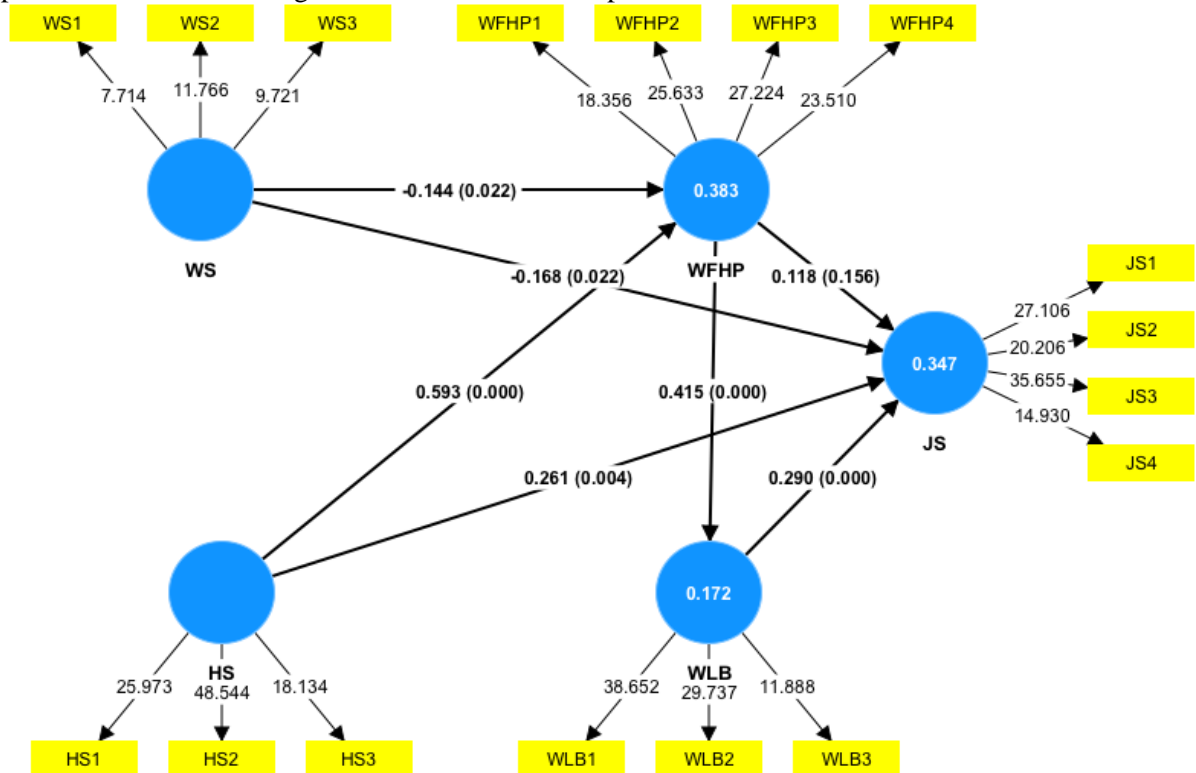 WS1 WS2 WS3 WFHP1 WFHP2 WFHP3 WFHP4
7.714 11.766 9.721 18.356 25.633 27.224 23.510
-0.144 (0.022) 0.383
WS WFHP
-0.168 (0.022) 0.118 (0.156) JS1
27.106
JS2
20.206
0.347
35.655
JS3
0.593 (0.000) 0.415 (0.000) 14.930
JS
JS4
0.261 (0.004) 0.290 (0.000)
0.172
HS WLB
25.973 48.544 18.134 38.652 29.737 11.888
HS1 HS2 HS3 WLB1 WLB2 WLB3